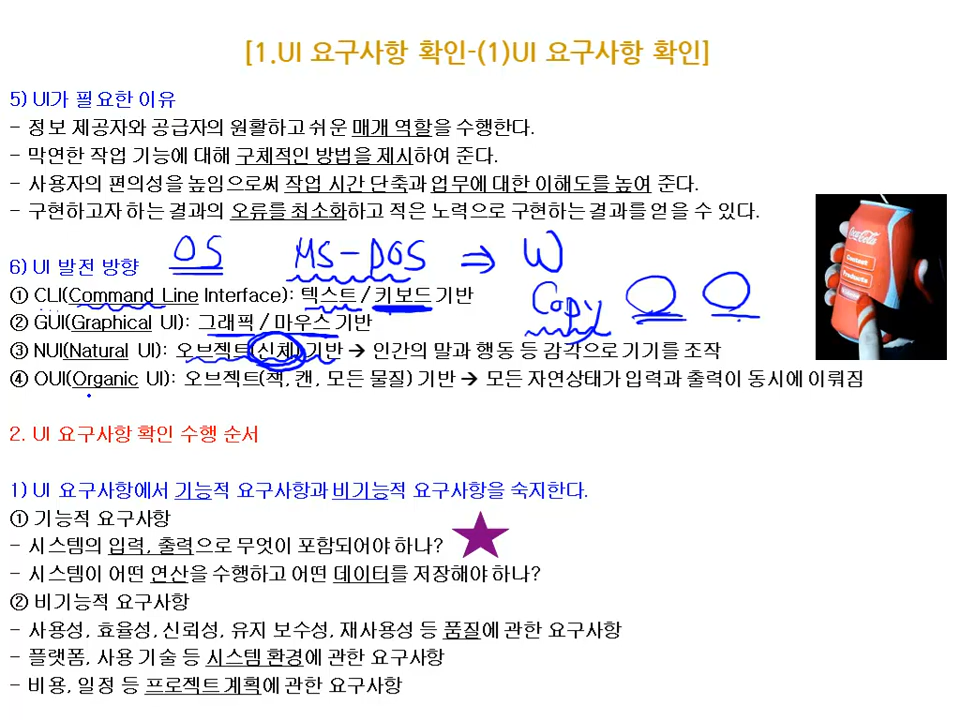 [1.UI 요구사항 확인-(1)UI 요구사항 확인]
5) UI가 필요한 이유
- 정보 제공자와 공급자의 원활하고 쉬운 매개 역할을 수행한다.
- 막연한 작업 기능에 대해 구체적인 방법을 제시하여 준다.
- 사용자의 편의성을 높임으로써 작업 시간 단축과 업무에 대한 이해도를 높여 준다.
- 구현하고자 하는 결과의 오류를 최소화하고 적은 노력으로 구현하는 결과를 얻을 수 있다.
OS MS-DOS ⇒ W
6) UI 발전 방향
① CLI(Command Line Interface): 텍스트 / 키보드 기반
Copy
② GUI(Graphical UI): 그래픽 / 마우스 기반
③ NUI(Natural UI): 오브젝트(신체) 기반 → 인간의 말과 행동 등 감각으로 기기를 조작
④ OUI(Organic UI): 오브젝트(책, 캔, 모든 물질) 기반 → 모든 자연상태가 입력과 출력이 동시에 이뤄짐
Coca-Cola
2. UI 요구사항 확인 수행 순서
1) UI 요구사항에서 기능적 요구사항과 비기능적 요구사항을 숙지한다.
① 기능적 요구사항
- 시스템의 입력, 출력으로 무엇이 포함되어야 하나?
- 시스템이 어떤 연산을 수행하고 어떤 데이터를 저장해야 하나?
② 비기능적 요구사항
- 사용성, 효율성, 신뢰성, 유지 보수성, 재사용성 등 품질에 관한 요구사항
- 플랫폼, 사용 기술 등 시스템 환경에 관한 요구사항
- 비용, 일정 등 프로젝트 계획에 관한 요구사항